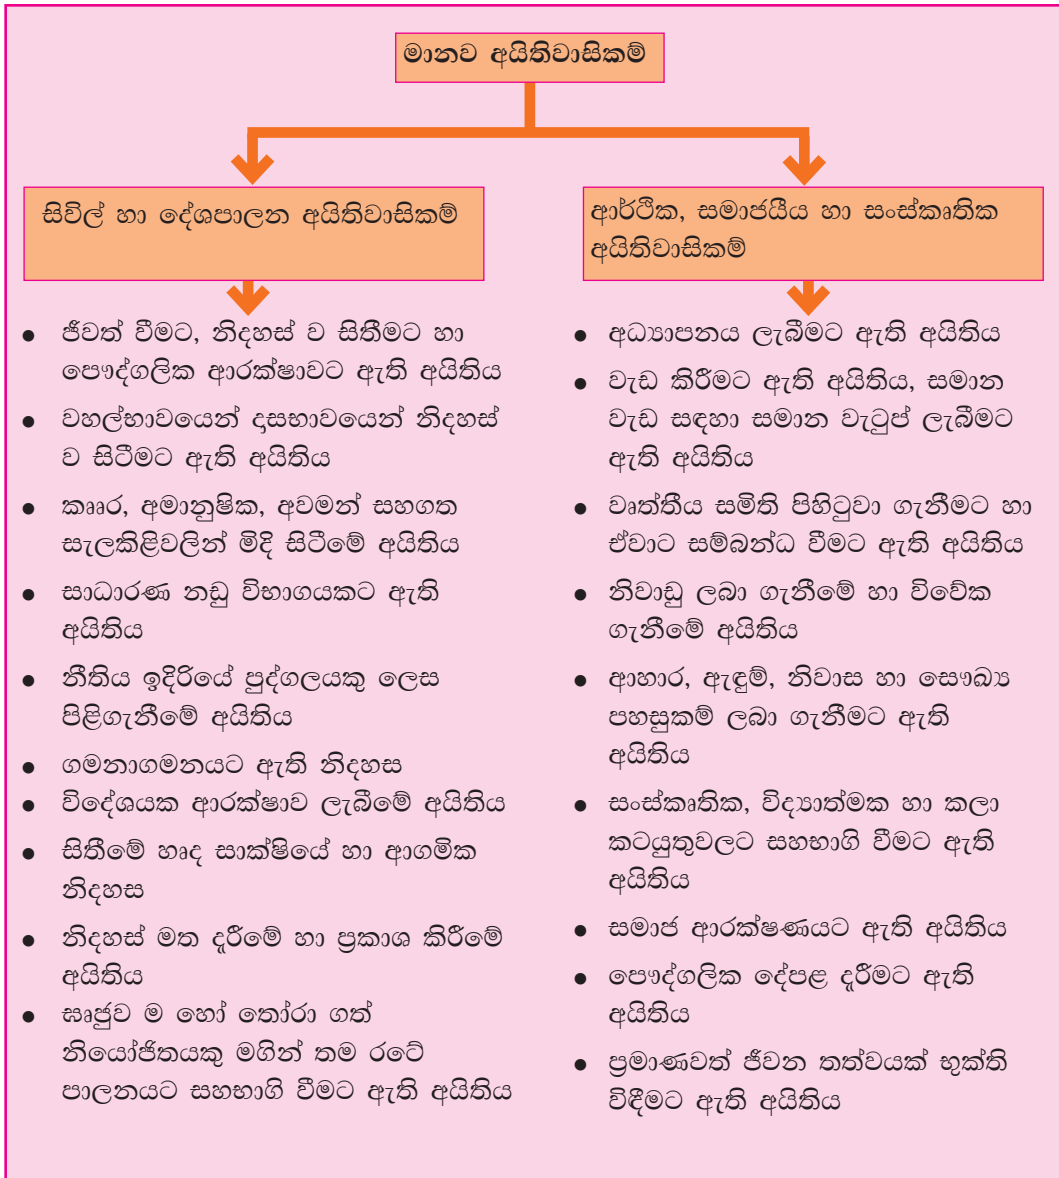 මානව අයිතිවාසිකම්
සිවිල් හා දේශපාලන අයිතිවාසිකම්
● ජීවත් වීමට, නිදහස් ව සිතීමට හා
පෞද්ගලික ආරක්ෂාවට ඇති අයිතිය
● වහල්භාවයෙන් දාසභාවයෙන් නිදහස්
ව සිටීමට ඇති අයිතිය
● කෲර, අමානුෂික, අවමන් සහගත
සැලකිළිවලින් මිදි සිටීමේ අයිතිය
● සාධාරණ නඩු විභාගයකට ඇති
අයිතිය
● නීතිය ඉදිරියේ පුද්ගලයකු ලෙස
පිළිගැනීමේ අයිතිය
● ගමනාගමනයට ඇති නිදහස
● විදේශයක ආරක්ෂාව ලැබීමේ අයිතිය
● සිතීමේ හෘද සාක්ෂියේ හා ආගමික
නිදහස
● නිදහස් මත දැරීමේ හා ප්‍රකාශ කිරීමේ
අයිතිය
● ඍජුව ම හෝ තෝරා ගත්
නියෝජිතයකු මගින් තම රටේ
පාලනයට සහභාගි වීමට ඇති අයිතිය
ආර්ථික, සමාජයීය හා සංස්කෘතික
අයිතිවාසිකම්
● අධ්‍යාපනය ලැබීමට ඇති අයිතිය
● වැඩ කිරීමට ඇති අයිතිය, සමාන
වැඩ සඳහා සමාන වැටුප් ලැබීමට
ඇති අයිතිය
● වෘත්තීය සමිති පිහිටුවා ගැනීමට හා
ඒවාට සම්බන්ධ වීමට ඇති අයිතිය
● නිවාඩු ලබා ගැනීමේ හා විවේක
ගැනීමේ අයිතිය
● ආහාර, ඇඳුම්, නිවාස හා සෞඛ්‍ය
පහසුකම් ලබා ගැනීමට ඇති
අයිතිය
● සංස්කෘතික, විද්‍යාත්මක හා කලා
කටයුතුවලට සහභාගි වීමට ඇති
අයිතිය
● සමාජ ආරක්ෂණයට ඇති අයිතිය
● පෞද්ගලික දේපළ දැරීමට ඇති
අයිතිය
● ප්‍රමාණවත් ජීවන තත්වයක් භුක්ති
විඳීමට ඇති අයිතිය